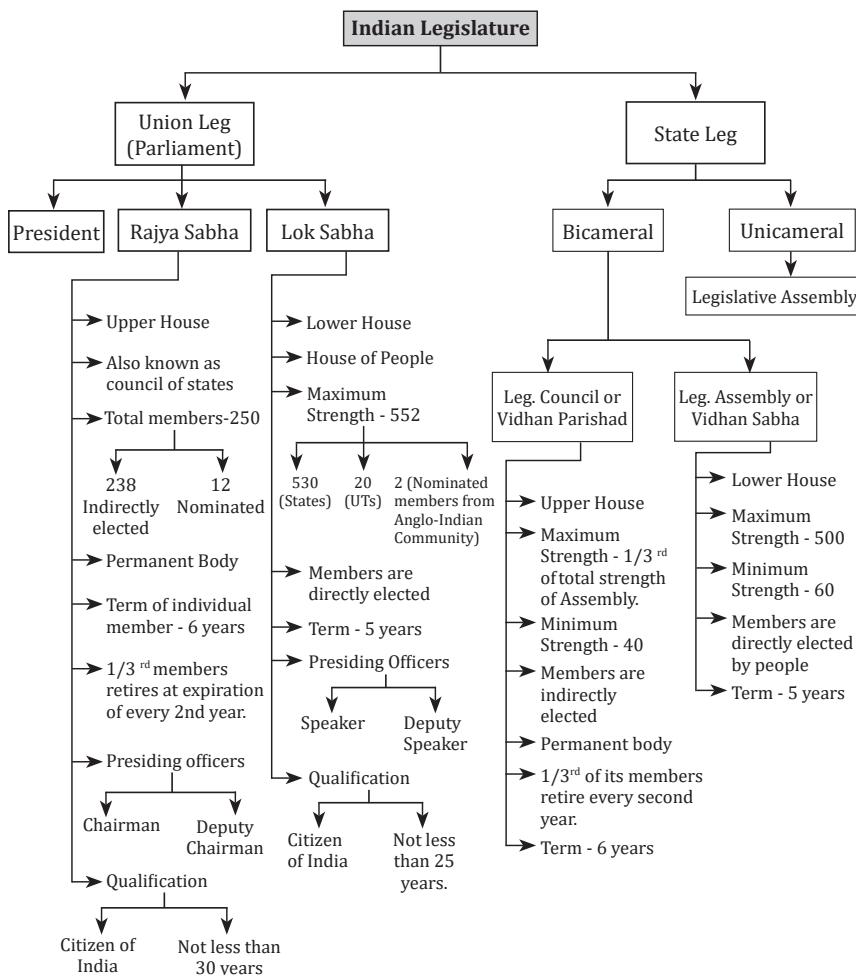 Indian Legislature
Union Leg
(Parliament)
State Leg
President
Rajya Sabha
Lok Sabha
Bicameral
Unicameral
Legislative Assembly
Upper House
Also known as
council of states
Total members-250
238
Indirectly
elected
12
Nominated
Permanent Body
Term of individual
member - 6 years
1/3 rd members
retires at expiration
of every 2nd year.
Presiding officers
Chairman
Deputy
Chairman
Qualification
Citizen of
India
Not less than
30 years
Lower House
House of People
Maximum
Strength - 552
530
(States)
20
(UTs)
2 (Nominated
members from
Anglo-Indian
Community)
Members are
directly elected
Term - 5 years
Presiding Officers
Speaker
Deputy
Speaker
Qualification
Citizen
of India
Not less
than 25
years.
Leg. Council or
Vidhan Parishad
Upper House
Maximum
Strength - 1/3 rd
of total strength
of Assembly.
Minimum
Strength - 40
Members are
indirectly
elected
Permanent body
1/3rd of its members
retire every second
year.
Term - 6 years
Leg. Assembly or
Vidhan Sabha
Lower House
Maximum
Strength - 500
Minimum
Strength - 60
Members are
directly elected
by people
Term - 5 years